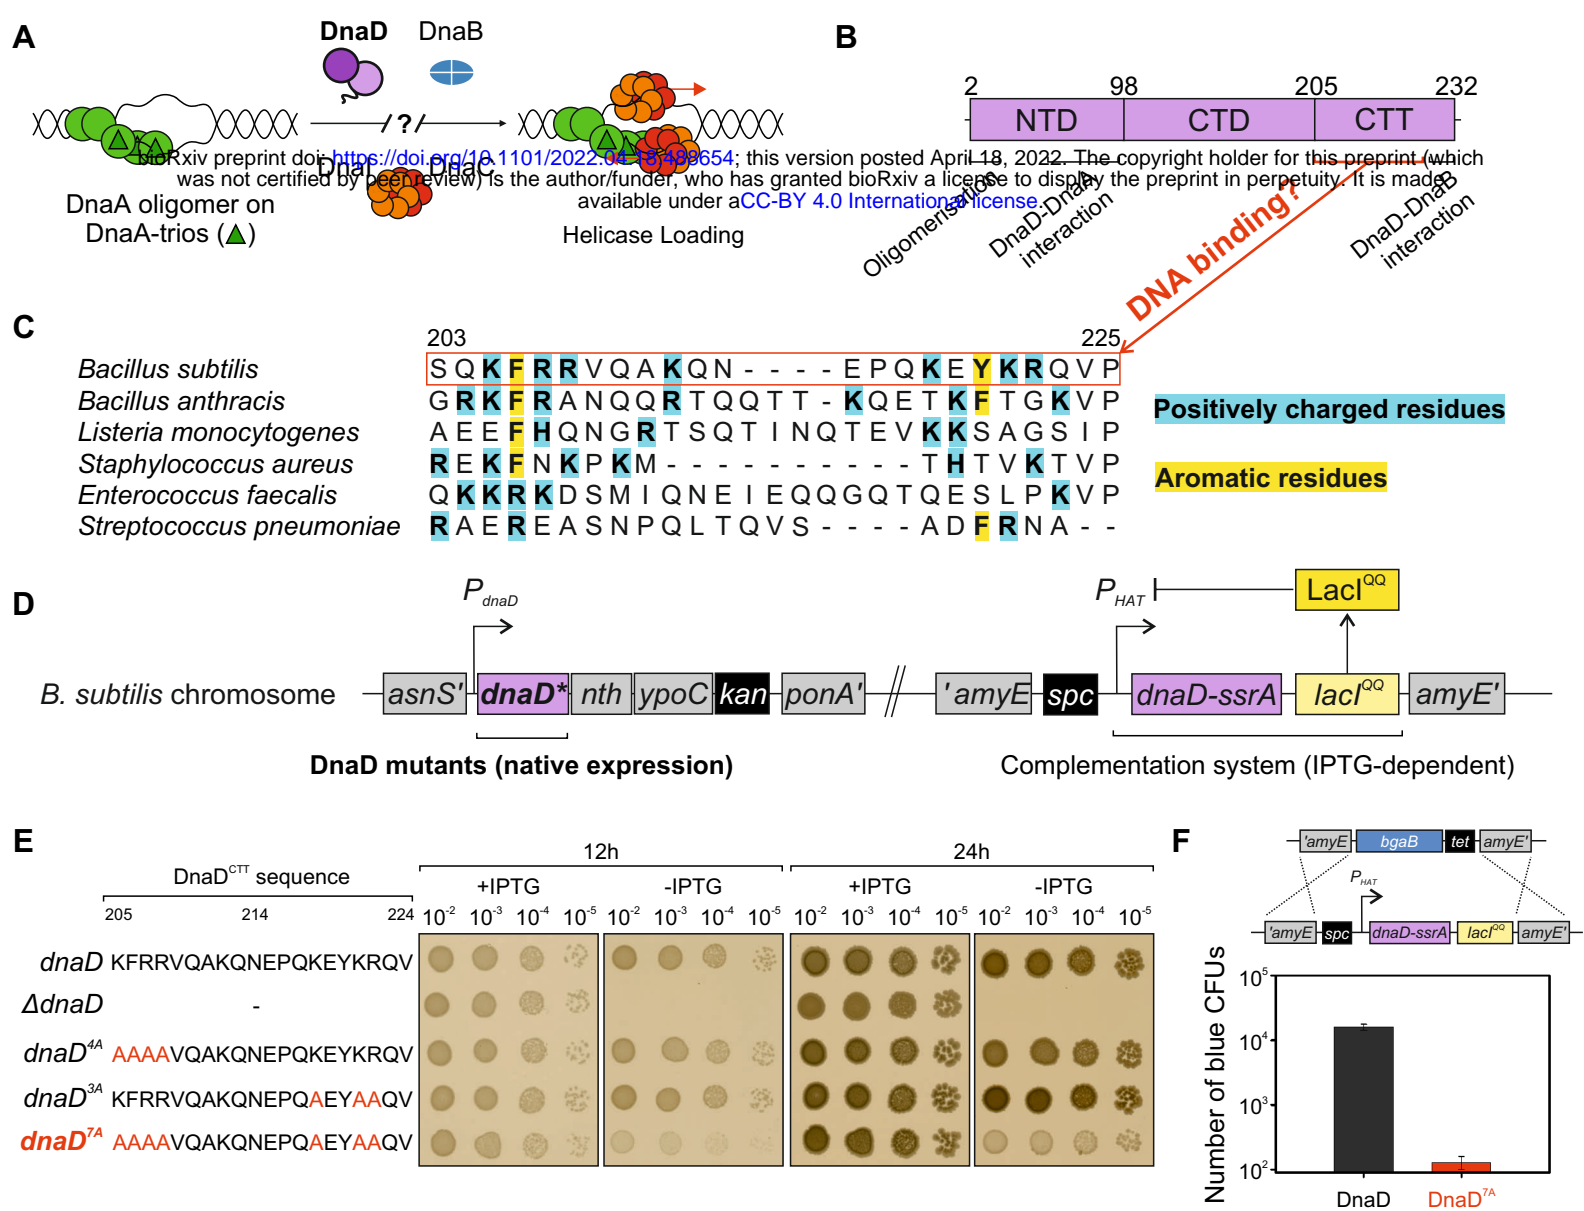 A
DnaD DnaB
?
bioRxiv preprint doi: https://doi.org/10.1101/2022.04.18.488654; this version posted April 18, 2022. The copyright holder for this preprint (which
was not certified by peer review) is the author/funder, who has granted bioRxiv a license to display the preprint in perpetuity. It is made
available under aCC-BY 4.0 International license.
DnaI DnaC
DnaA oligomer on
DnaA-trios ( )
Helicase Loading
B
2 98 205 232
NTD CTD CTT
Oligomerisation
DnaD-DnaA
interaction
DNA binding?
DnaD-DnaB
interaction
C
203 225
Bacillus subtilis S Q K F R R V Q A K Q N - - - - E P Q K E Y K R Q V P
Bacillus anthracis G R K F R A N Q Q R T Q Q T T - K Q E T K F T G K V P
Listeria monocytogenes A E E F H Q N G R T S Q T I N Q T E V K K S A G S I P
Staphylococcus aureus R E K F N K P K M - - - - - - - - - - T H T V K T V P
Enterococcus faecalis Q K K R K D S M I Q N E I E Q Q G Q T Q E S L P K V P
Streptococcus pneumoniae R A E R E A S N P Q L T Q V S - - - - A D F R N A - -
Positively charged residues
Aromatic residues
D
PdnaD PHAT LacIQQ
B. subtilis chromosome asnS' dnaD* nth ypoC kan ponA' // 'amyE spc dnaD-ssrA lacIQQ amyE'
DnaD mutants (native expression) Complementation system (IPTG-dependent)
E
12h 24h
DnaDCTT sequence
+IPTG -IPTG +IPTG -IPTG
205 214 224
10-2 10-3 10-4 10-5 10-2 10-3 10-4 10-5 10-2 10-3 10-4 10-5 10-2 10-3 10-4 10-5
dnaD KFRRVQAKQNEPQKEYKRQV
ΔdnaD -
dnaD4A AAAAVQAKQNEPQKEYKRQV
dnaD3A KFRRVQAKQNEPQAEYAAQV
dnaD7A AAAAVQAKQNEPQAEYAAQV
F
'amyE bgaB tet amyE'
PHAT
'amyE spc dnaD-ssrA lacIQQ amyE'
Number of blue CFUs
105
104
103
102
DnaD DnaD7A